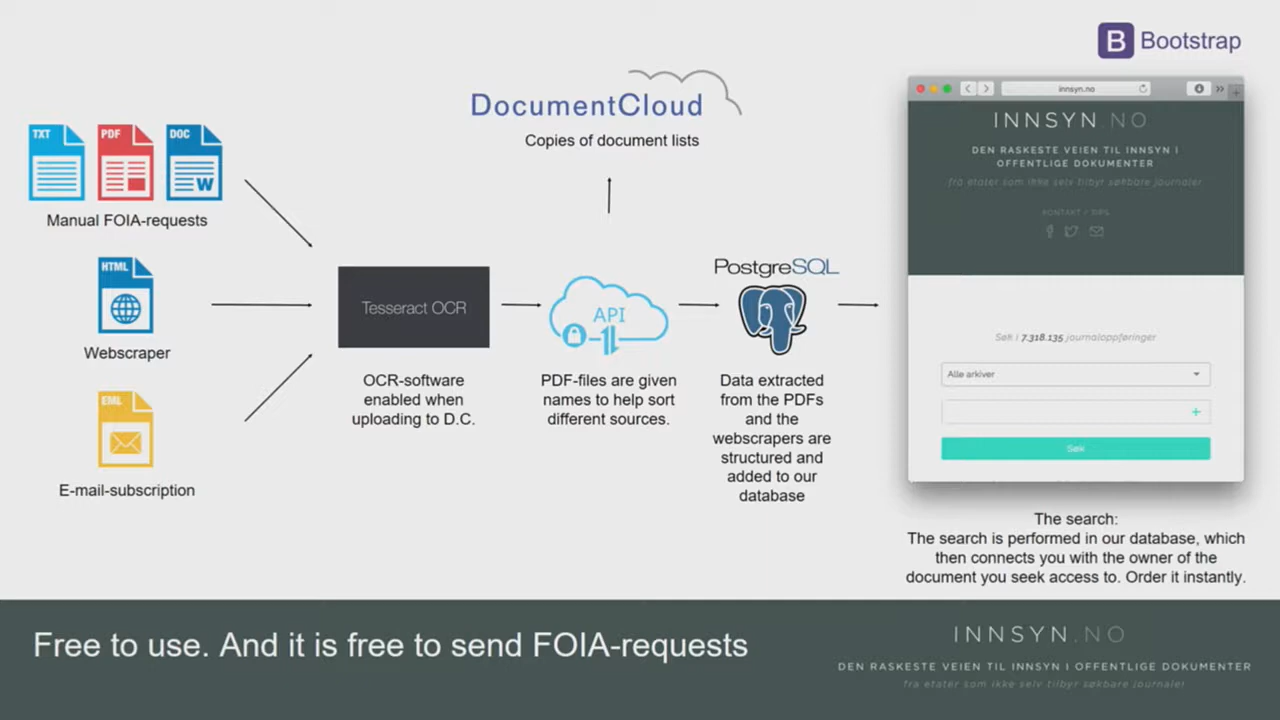 Bootstrap
DocumentCloud
Copies of document lists
TXT
PDF
DOC
W
Manual FOIA-requests
HTML
Webscraper
EML
E-mail-subscription
Tesseract OCR
OCR-software
enabled when
uploading to D.C.
API
PDF-files are given
names to help sort
different sources.
PostgreSQL
Data extracted
from the PDFs
and the
webscrapers are
structured and
added to our
database
innsyn.no
INNSYN.NO
DEN RASKESTE VEIEN TIL INNSYN I
OFFENTLIGE DOKUMENTER
fra etater som ikke selv tilbyr søkbare journaler
KONTAKT / TIPS
Søk i 7.318.135 journaloppføringer
Alle arkiver
+
Søk
The search:
The search is performed in our database, which
then connects you with the owner of the
document you seek access to. Order it instantly.
Free to use. And it is free to send FOIA-requests
INNSYN.NO
DEN RASKESTE VEIEN TIL INNSYN I OFFENTLIGE DOKUMENTER
fra etater som ikke selv tilbyr søkbare journaler